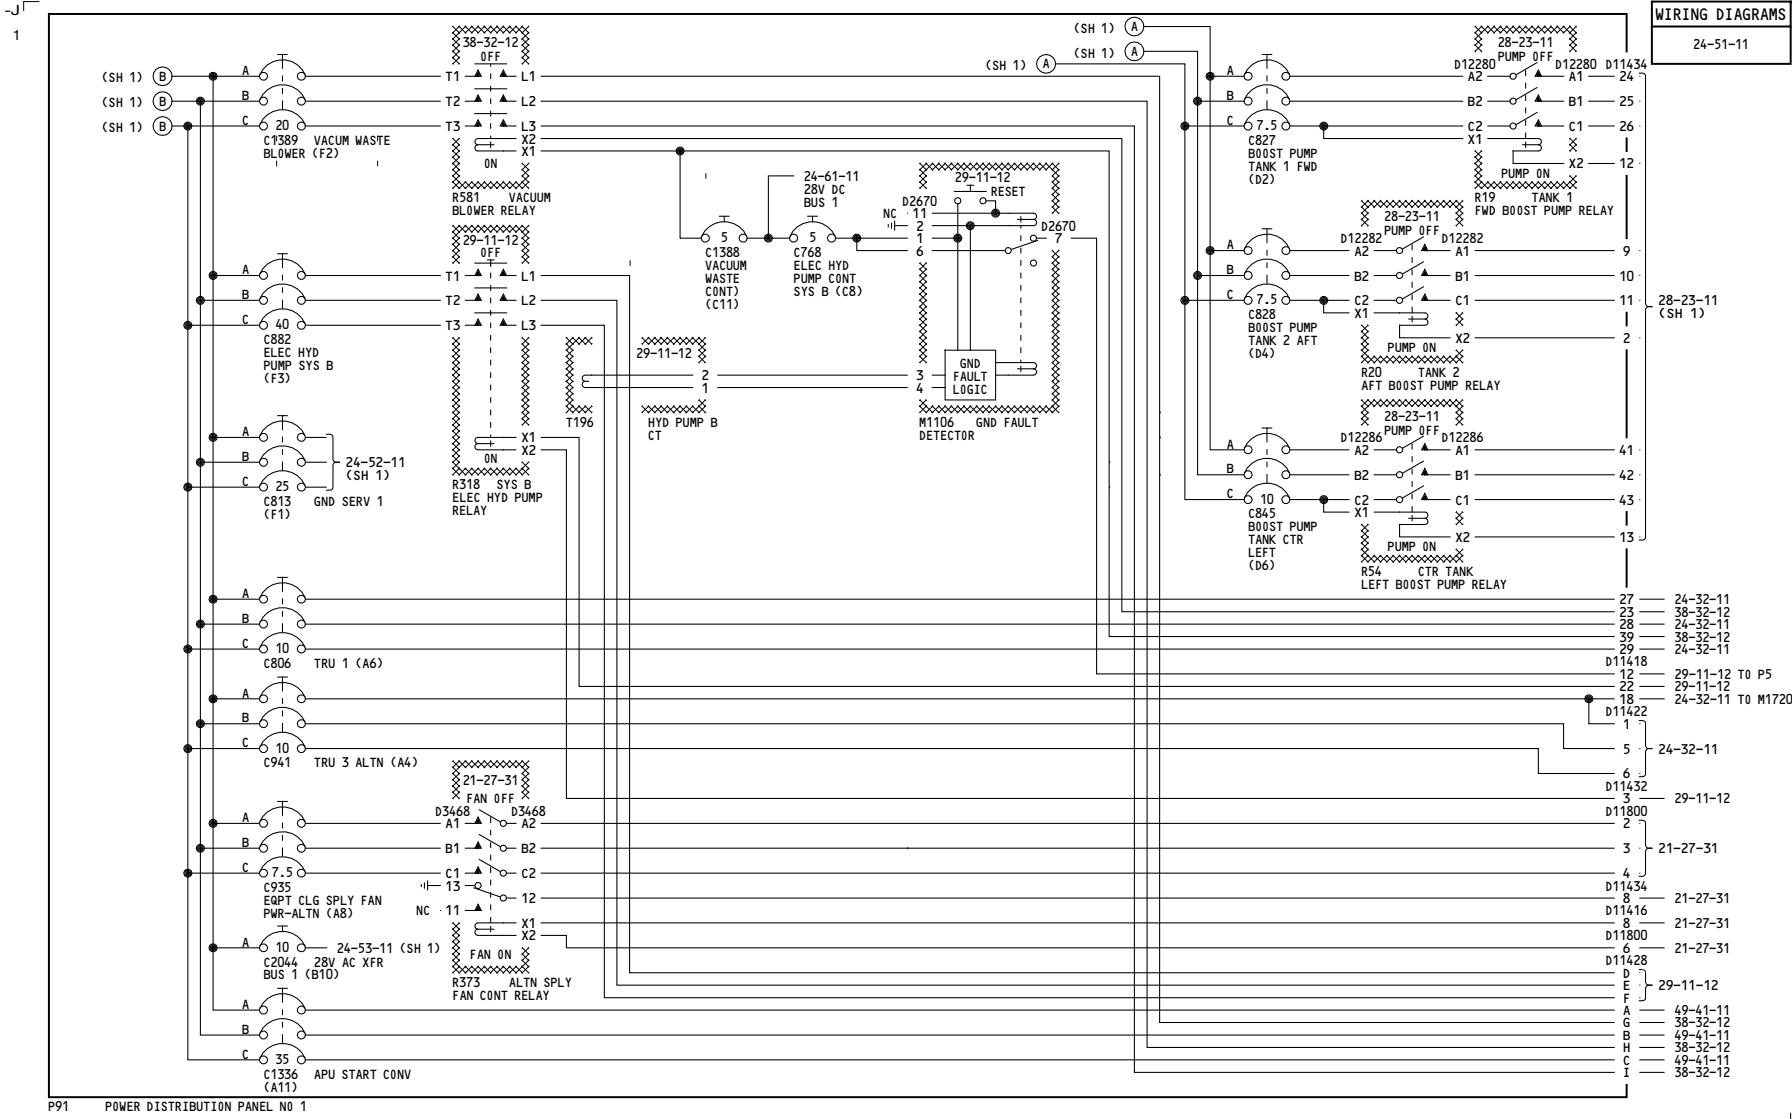 -J
1
WIRING DIAGRAMS
24-51-11
(SH 1) A
(SH 1) A
(SH 1) A
(SH 1) B
(SH 1) B
(SH 1) B
A
B
C 20
C1389 VACUM WASTE
BLOWER (F2)
38-32-12
OFF
T1 L1
T2 L2
T3 L3
X2
X1
ON
R581 VACUUM
BLOWER RELAY
A
B
C 40
C882
ELEC HYD
PUMP SYS B
(F3)
29-11-12
OFF
T1 L1
T2 L2
T3 L3
X1
X2
ON
R318 SYS B
ELEC HYD PUMP
RELAY
A
B
C 25
C813
(F1)
GND SERV 1
24-52-11
(SH 1)
5
C1388
VACUUM
WASTE
CONT)
(C11)
24-61-11
28V DC
BUS 1
5
C768
ELEC HYD
PUMP CONT
SYS B (C8)
T196
29-11-12
2
1
HYD PUMP B
CT
29-11-12
RESET
D2670
NC 11
2
1
6
D2670
7
3
4
GND
FAULT
LOGIC
M1106 GND FAULT
DETECTOR
A
B
C 7.5
C827
BOOST PUMP
TANK 1 FWD
(D2)
28-23-11
PUMP OFF
D12280 D12280 D11434
A2 A1 24
B2 B1 25
C2 C1 26
X1
X2 12
PUMP ON
R19 TANK 1
FWD BOOST PUMP RELAY
A
B
C 7.5
C828
BOOST PUMP
TANK 2 AFT
(D4)
28-23-11
PUMP OFF
D12282 D12282
A2 A1 9
B2 B1 10
C2 C1 11
X1
X2 2
PUMP ON
R20 TANK 2
AFT BOOST PUMP RELAY
28-23-11
(SH 1)
A
B
C 10
C845
BOOST PUMP
TANK CTR
LEFT
(D6)
28-23-11
PUMP OFF
D12286 D12286
A2 A1 41
B2 B1 42
C2 C1 43
X1
X2 13
PUMP ON
R54 CTR TANK
LEFT BOOST PUMP RELAY
A
B
C 10
C806 TRU 1 (A6)
27 24-32-11
23 38-32-12
28 24-32-11
39 38-32-12
29 24-32-11
D11418
12 29-11-12 TO P5
22 29-11-12
18 24-32-11 TO M1720
A
B
C 10
C941 TRU 3 ALTN (A4)
D11422
1
5 24-32-11
6
D11432
3 29-11-12
A
B
C 7.5
C935
EQPT CLG SPLY FAN
PWR-ALTN (A8)
21-27-31
FAN OFF
D3468 D3468
A1 A2
B1 B2
C1 C2
13
12
NC 11
X1
X2
FAN ON
R373 ALTN SPLY
FAN CONT RELAY
D11800
2
3 21-27-31
4
D11434
8 21-27-31
D11416
8 21-27-31
D11800
6 21-27-31
A 10 24-53-11 (SH 1)
C2044 28V AC XFR
BUS 1 (B10)
D11428
D
E 29-11-12
F
A
B
C 35
C1336 APU START CONV
(A11)
A 49-41-11
G 38-32-12
B 49-41-11
H 38-32-12
C 49-41-11
I 38-32-12
P91 POWER DISTRIBUTION PANEL NO 1